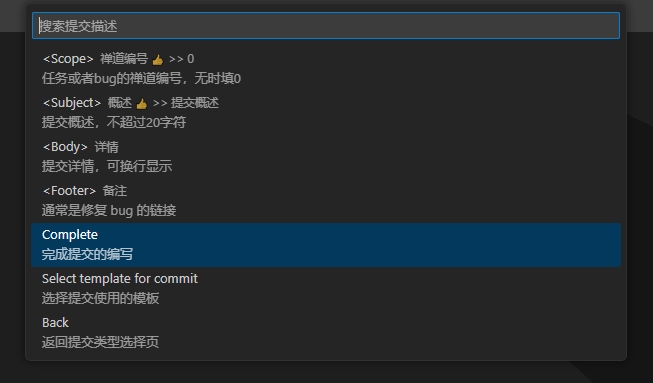 搜索提交描述
<Scope> 禅道编号 👍 >> 0
任务或者bug的禅道编号，无时填0
<Subject> 概述 👍 >> 提交概述
提交概述，不超过20字符
<Body> 详情
提交详情，可换行显示
<Footer> 备注
通常是修复 bug 的链接
Complete
完成提交的编写
Select template for commit
选择提交使用的模板
Back
返回提交类型选择页